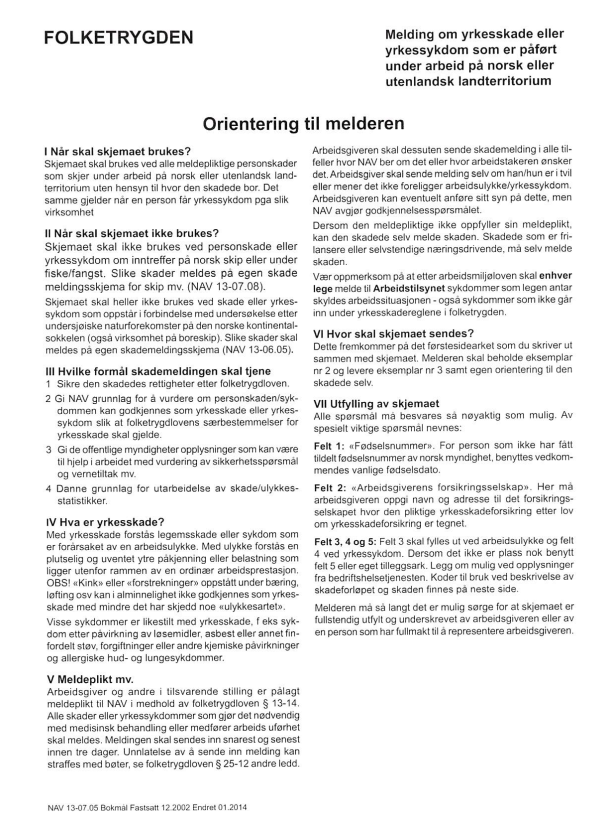 FOLKETRYGDEN
Melding om yrkesskade eller
yrkessykdom som er påført
under arbeid på norsk eller
utenlandsk landterritorium
Orientering til melderen
I Når skal skjemaet brukes?
Skjemaet skal brukes ved alle meldepliktige personskader
som skjer under arbeid på norsk eller utenlandsk land-
territorium uten hensyn til hvor den skadede bor. Det
samme gjelder når en person får yrkessykdom pga slik
virksomhet
II Når skal skjemaet ikke brukes?
Skjemaet skal ikke brukes ved personskade eller
yrkessykdom om inntreffer på norsk skip eller under
fiske/fangst. Slike skader meldes på egen skade
meldingsskjema for skip mv. (NAV 13-07.08).
Skjemaet skal heller ikke brukes ved skade eller yrkes-
sykdom som oppstår i forbindelse med undersøkelse etter
undersjøiske naturforekomster på den norske kontinental-
sokkelen (også virksomhet på boreskip). Slike skader skal
meldes på egen skademeldingsskjema (NAV 13-06.05).
III Hvilke formål skademeldingen skal tjene
1 Sikre den skadedes rettigheter etter folketrygdloven.
2 Gi NAV grunnlag for å vurdere om personskaden/syk-
dommen kan godkjennes som yrkesskade eller yrkes-
sykdom slik at folketrygdlovens særbestemmelser for
yrkesskade skal gjelde.
3 Gi de offentlige myndigheter opplysninger som kan være
til hjelp i arbeidet med vurdering av sikkerhetsspørsmål
og vernetiltak mv.
4 Danne grunnlag for utarbeidelse av skade/ulykkes-
statistikker.
IV Hva er yrkesskade?
Med yrkesskade forstås legemsskade eller sykdom som
er forårsaket av en arbeidsulykke. Med ulykke forstås en
plutselig og uventet ytre påkjenning eller belastning som
ligger utenfor rammen av en ordinær arbeidsprestasjon.
OBS! «Kink» eller «forstrekninger» oppstått under bæring,
løfting osv kan i alminnelighet ikke godkjennes som yrkes-
skade med mindre det har skjedd noe «ulykkesartet».
Visse sykdommer er likestilt med yrkesskade, f eks syk-
dom etter påvirkning av løsemidler, asbest eller annet fin-
fordelt støv, forgiftninger eller andre kjemiske påvirkninger
og allergiske hud- og lungesykdommer.
V Meldeplikt mv.
Arbeidsgiver og andre i tilsvarende stilling er pålagt
meldeplikt til NAV i medhold av folketrygdloven § 13-14.
Alle skader eller yrkessykdommer som gjør det nødvendig
med medisinsk behandling eller medfører arbeids uførhet
skal meldes. Meldingen skal sendes inn snarest og senest
innen tre dager. Unnlatelse av å sende inn melding kan
straffes med bøter, se folketrygdloven § 25-12 andre ledd.
Arbeidsgiveren skal dessuten sende skademelding i alle til-
feller hvor NAV ber om det eller hvor arbeidstakeren ønsker
det. Arbeidsgiver skal sende melding selv om han/hun er i tvil
eller mener det ikke foreligger arbeidsulykke/yrkessykdom.
Arbeidsgiveren kan eventuelt anføre sitt syn på dette, men
NAV avgjør godkjennelsesspørsmålet.
Dersom den meldepliktige ikke oppfyller sin meldeplikt,
kan den skadede selv melde skaden. Skadede som er fri-
lansere eller selvstendige næringsdrivende, må selv melde
skaden.
Vær oppmerksom på at etter arbeidsmiljøloven skal enhver
lege melde til Arbeidstilsynet sykdommer som legen antar
skyldes arbeidssituasjonen - også sykdommer som ikke går
inn under yrkesskadereglene i folketrygden.
VI Hvor skal skjemaet sendes?
Dette fremkommer på det førstesidearket som du skriver ut
sammen med skjemaet. Melderen skal beholde eksemplar
nr 2 og levere eksemplar nr 3 samt egen orientering til den
skadede selv.
VII Utfylling av skjemaet
Alle spørsmål må besvares så nøyaktig som mulig. Av
spesielt viktige spørsmål nevnes:
Felt 1: «Fødselsnummer». For person som ikke har fått
tildelt fødselsnummer av norsk myndighet, benyttes vedkom-
mendes vanlige fødselsdato.
Felt 2: «Arbeidsgiverens forsikringsselskap». Her må
arbeidsgiveren oppgi navn og adresse til det forsikrings-
selskapet hvor den pliktige yrkesskadeforsikring etter lov
om yrkesskadeforsikring er tegnet.
Felt 3, 4 og 5: Felt 3 skal fylles ut ved arbeidsulykke og felt
4 ved yrkessykdom. Dersom det ikke er plass nok benytt
felt 5 eller eget tilleggsark. Legg om mulig ved opplysninger
fra bedriftshelsetjenesten. Koder til bruk ved beskrivelse av
skadeforløpet og skaden finnes på neste side.
Melderen må så langt det er mulig sørge for at skjemaet er
fullstendig utfylt og underskrevet av arbeidsgiveren eller av
en person som har fullmakt til å representere arbeidsgiveren.
NAV 13-07.05 Bokmål Fastsatt 12.2002 Endret 01.2014